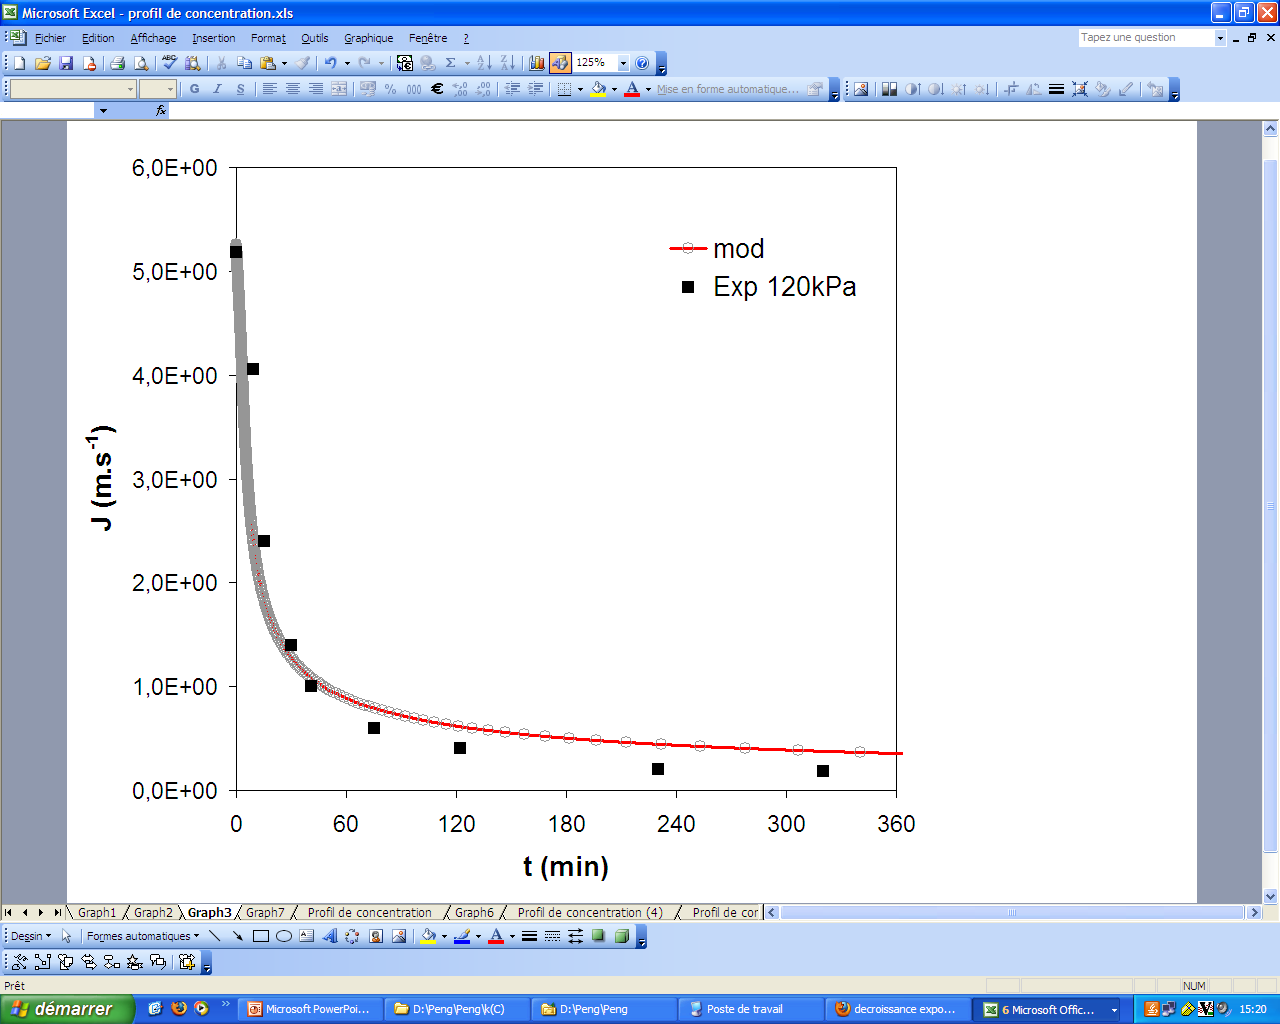 Microsoft Excel - profil de concentration.xls
Fichier Edition Affichage Insertion Format Outils Graphique Fenêtre ? Tapez une question
125%
G I S 000 € Mise en forme automatique...
fx
6,0E+00
5,0E+00
4,0E+00
3,0E+00
2,0E+00
1,0E+00
0,0E+00
J (m.s-1)
mod
Exp 120kPa
0 60 120 180 240 300 360
t (min)
Graph1 Graph2 Graph3 Graph7 Profil de concentration Graph6 Profil de concentration (4) Profil de cor
Dessin Formes automatiques
Prêt NUM
démarrer Microsoft PowerPoi... D:\Peng\Peng\k(C) D:\Peng\Peng Poste de travail decroissance expo... 6 Microsoft Offic... 15:20